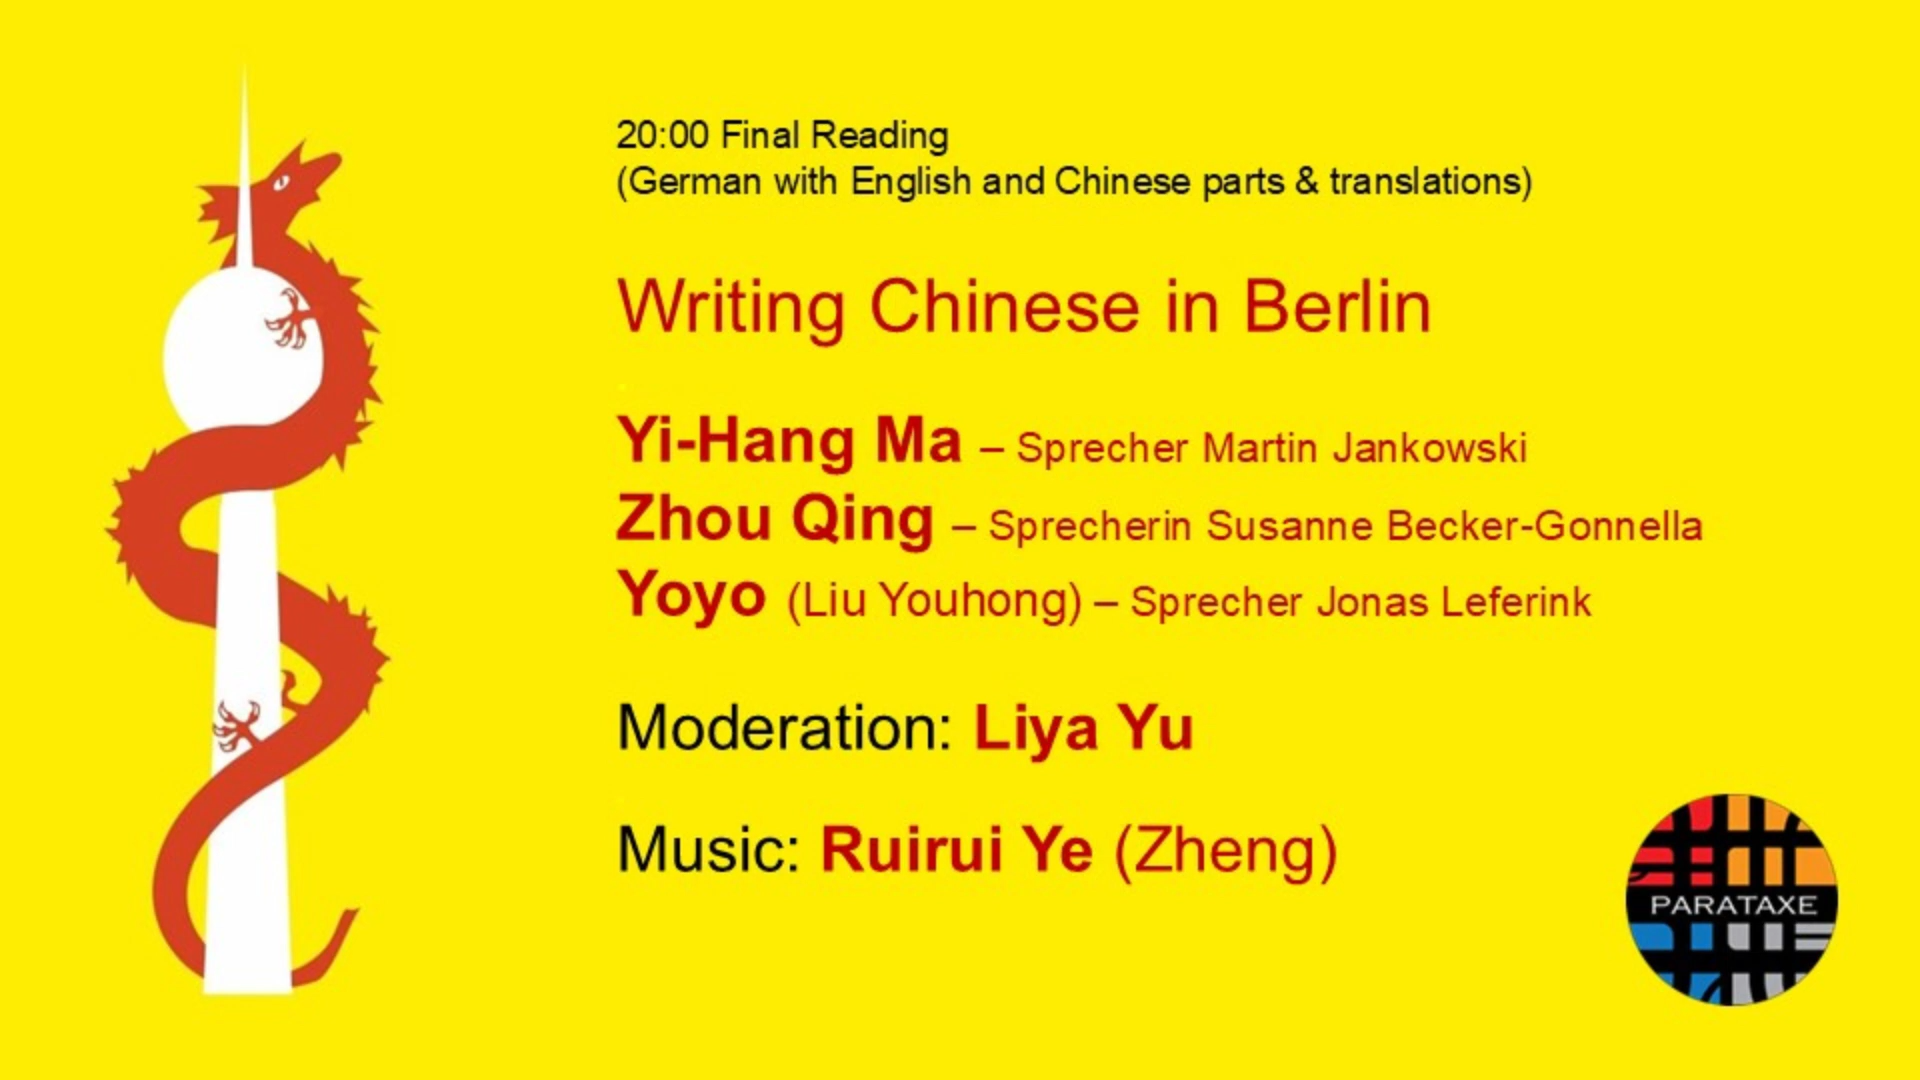 20:00 Final Reading
(German with English and Chinese parts & translations)
Writing Chinese in Berlin
Yi-Hang Ma – Sprecher Martin Jankowski
Zhou Qing – Sprecherin Susanne Becker-Gonnella
Yoyo (Liu Youhong) – Sprecher Jonas Leferink
Moderation: Liya Yu
Music: Ruirui Ye (Zheng)
PARATAXE